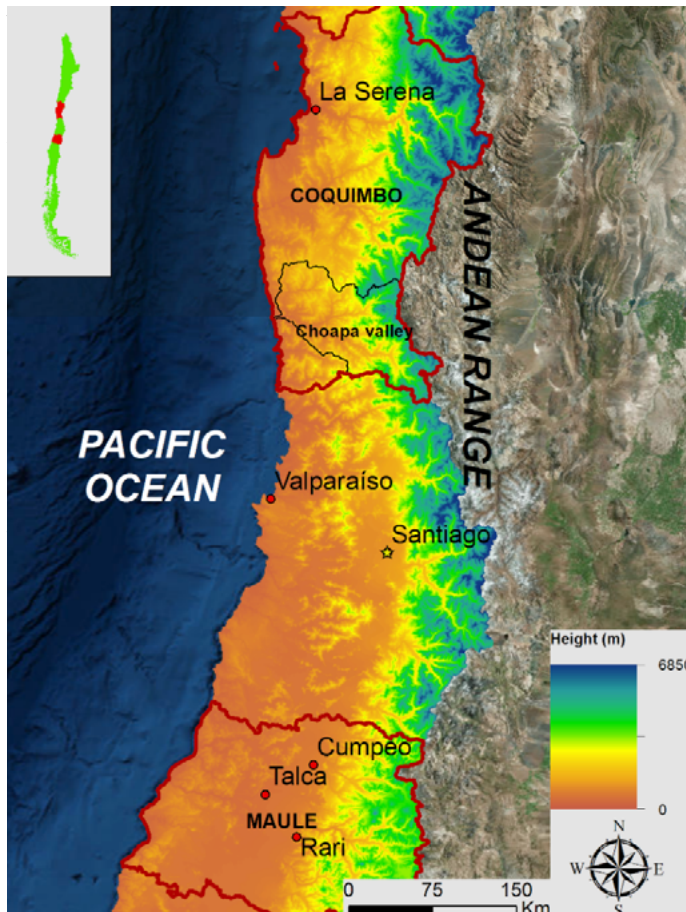 La Serena
COQUIMBO
ANDEAN RANGE
Choapa valley
PACIFIC
OCEAN
Valparaíso
Santiago
Height (m)
6850
0
Cumpeo
Talca
MAULE
Rari
N
W
E
S
0 75 150
Km